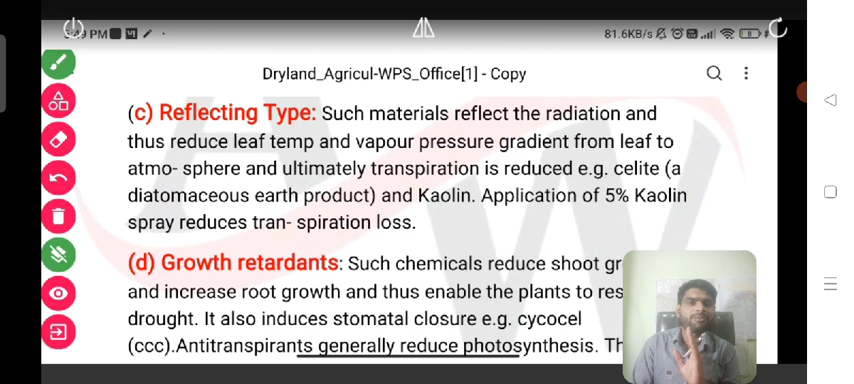 5:49 PM
81.6KB/s
Dryland_Agricul-WPS_Office[1] - Copy
(c) Reflecting Type: Such materials reflect the radiation and
thus reduce leaf temp and vapour pressure gradient from leaf to
atmo- sphere and ultimately transpiration is reduced e.g. celite (a
diatomaceous earth product) and Kaolin. Application of 5% Kaolin
spray reduces tran- spiration loss.
(d) Growth retardants: Such chemicals reduce shoot gr
and increase root growth and thus enable the plants to res
drought. It also induces stomatal closure e.g. cycocel
(ccc).Antitranspirants generally reduce photosynthesis. Th